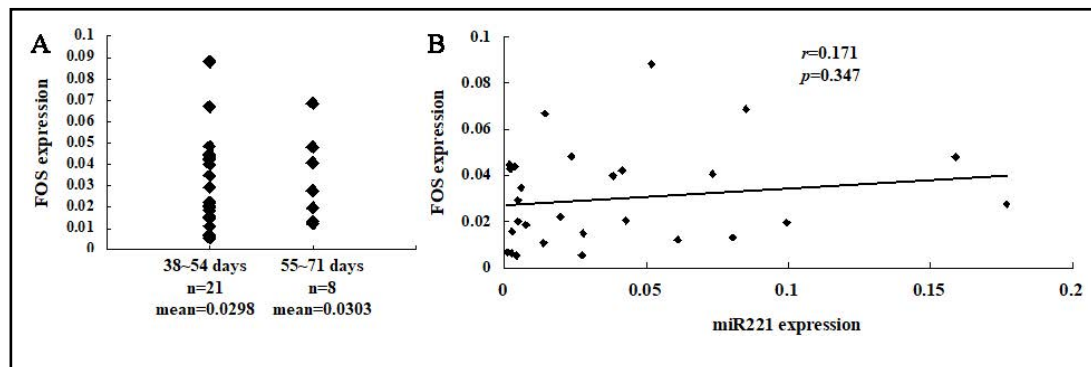 A
FOS expression
0.1
0.09
0.08
0.07
0.06
0.05
0.04
0.03
0.02
0.01
0
38~54 days 55~71 days
n=21 n=8
mean=0.0298 mean=0.0303
B
r=0.171
p=0.347
FOS expression
0.1
0.08
0.06
0.04
0.02
0
0 0.05 0.1 0.15 0.2
miR221 expression